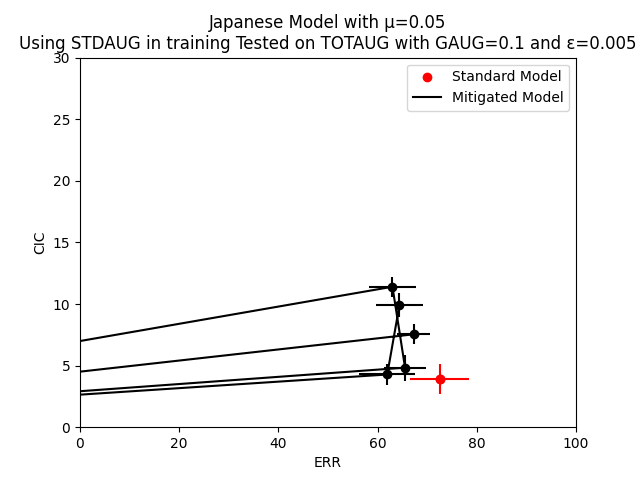 Japanese Model with μ=0.05
Using STDAUG in training Tested on TOTAUG with GAUG=0.1 and ε=0.005
30
25
20
15
10
5
0
CIC
Standard Model
Mitigated Model
0 20 40 60 80 100
ERR